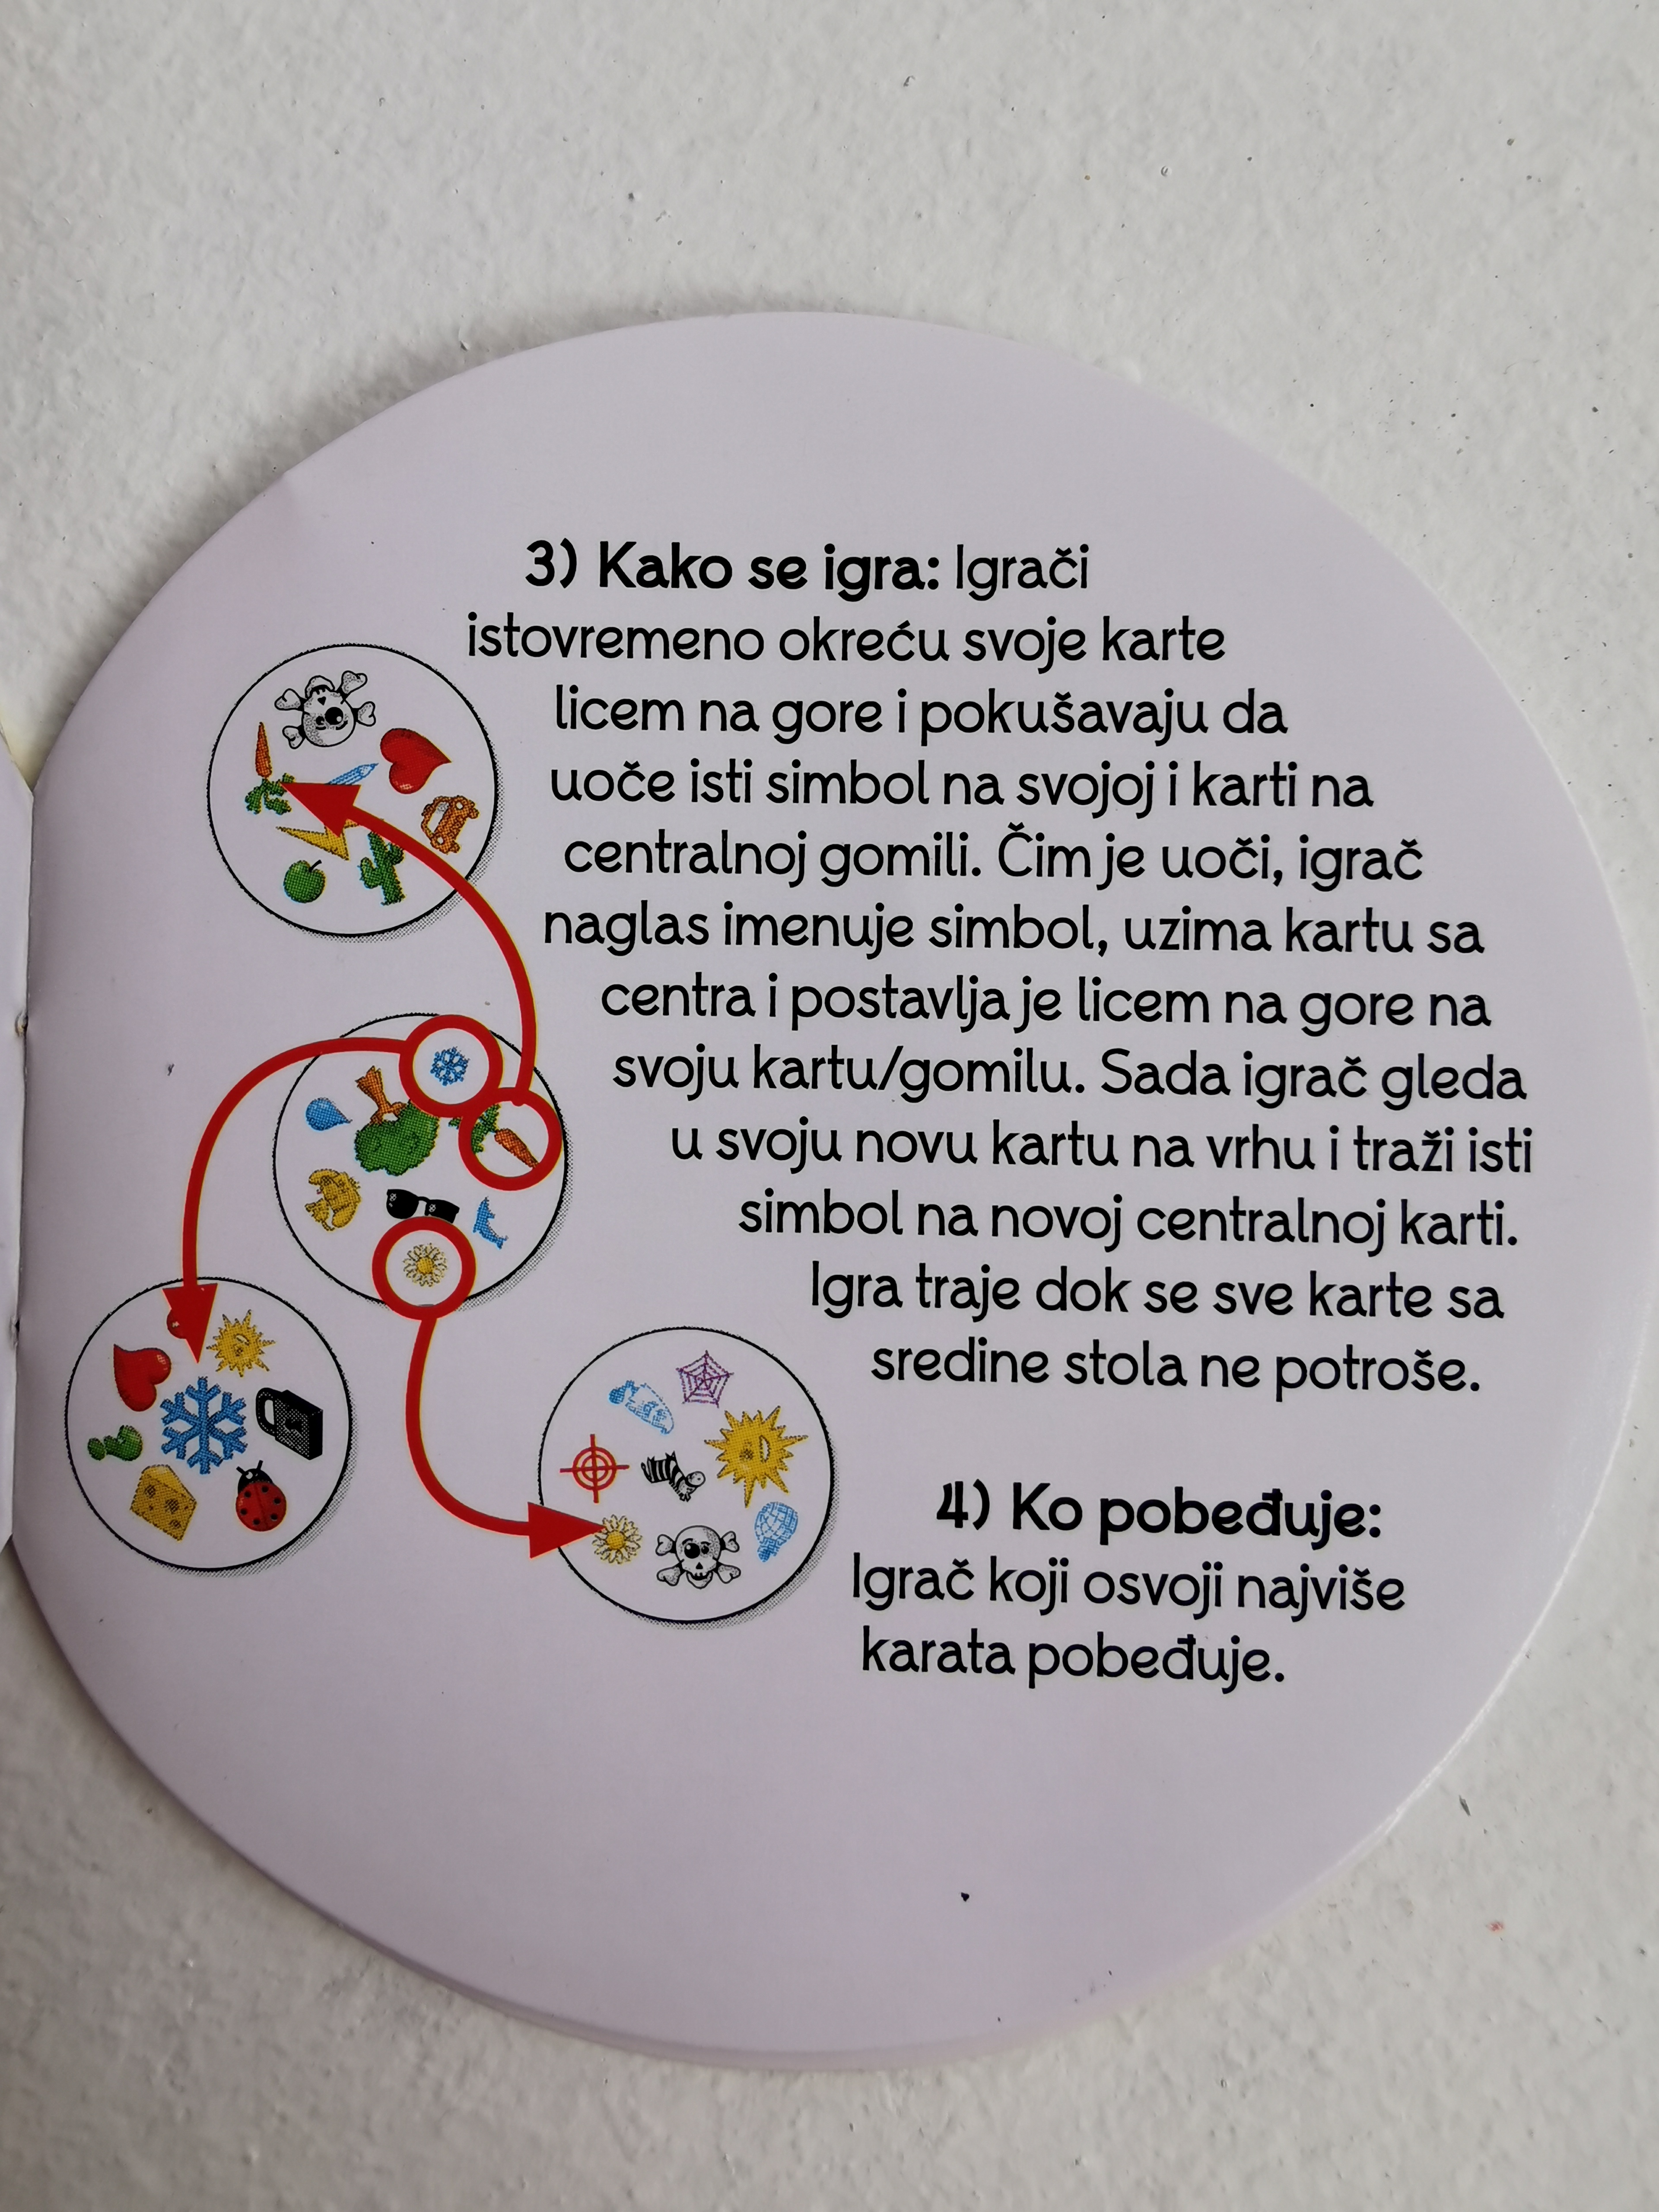 3) Kako se igra: Igrači
istovremeno okreću svoje karte
licem na gore i pokušavaju da
uoče isti simbol na svojoj i karti na
centralnoj gomili. Čim je uoči, igrač
naglas imenuje simbol, uzima kartu sa
centra i postavlja je licem na gore na
svoju kartu/gomilu. Sada igrač gleda
u svoju novu kartu na vrhu i traži isti
simbol na novoj centralnoj karti.
Igra traje dok se sve karte sa
sredine stola ne potroše.
4) Ko pobeđuje:
Igrač koji osvoji najviše
karata pobeđuje.